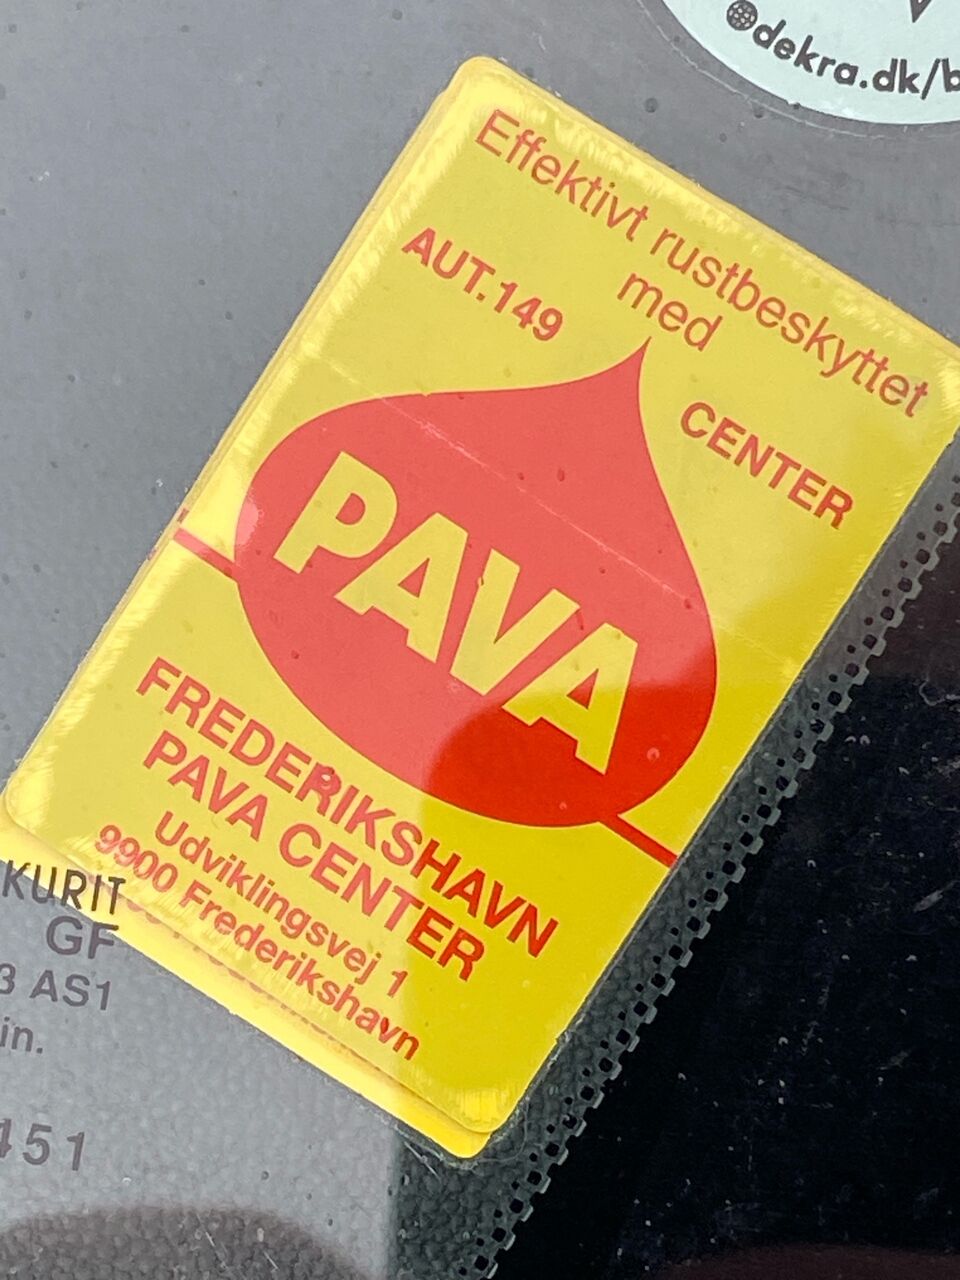 @dekra.dk/b
Effektivt rustbeskyttet
med
AUT.149
CENTER
PAVA
FREDERIKSHAVN
PAVA CENTER
Udviklingsvej 1
9900 Frederikshavn
KURIT
GF
3 AS1
in.
451